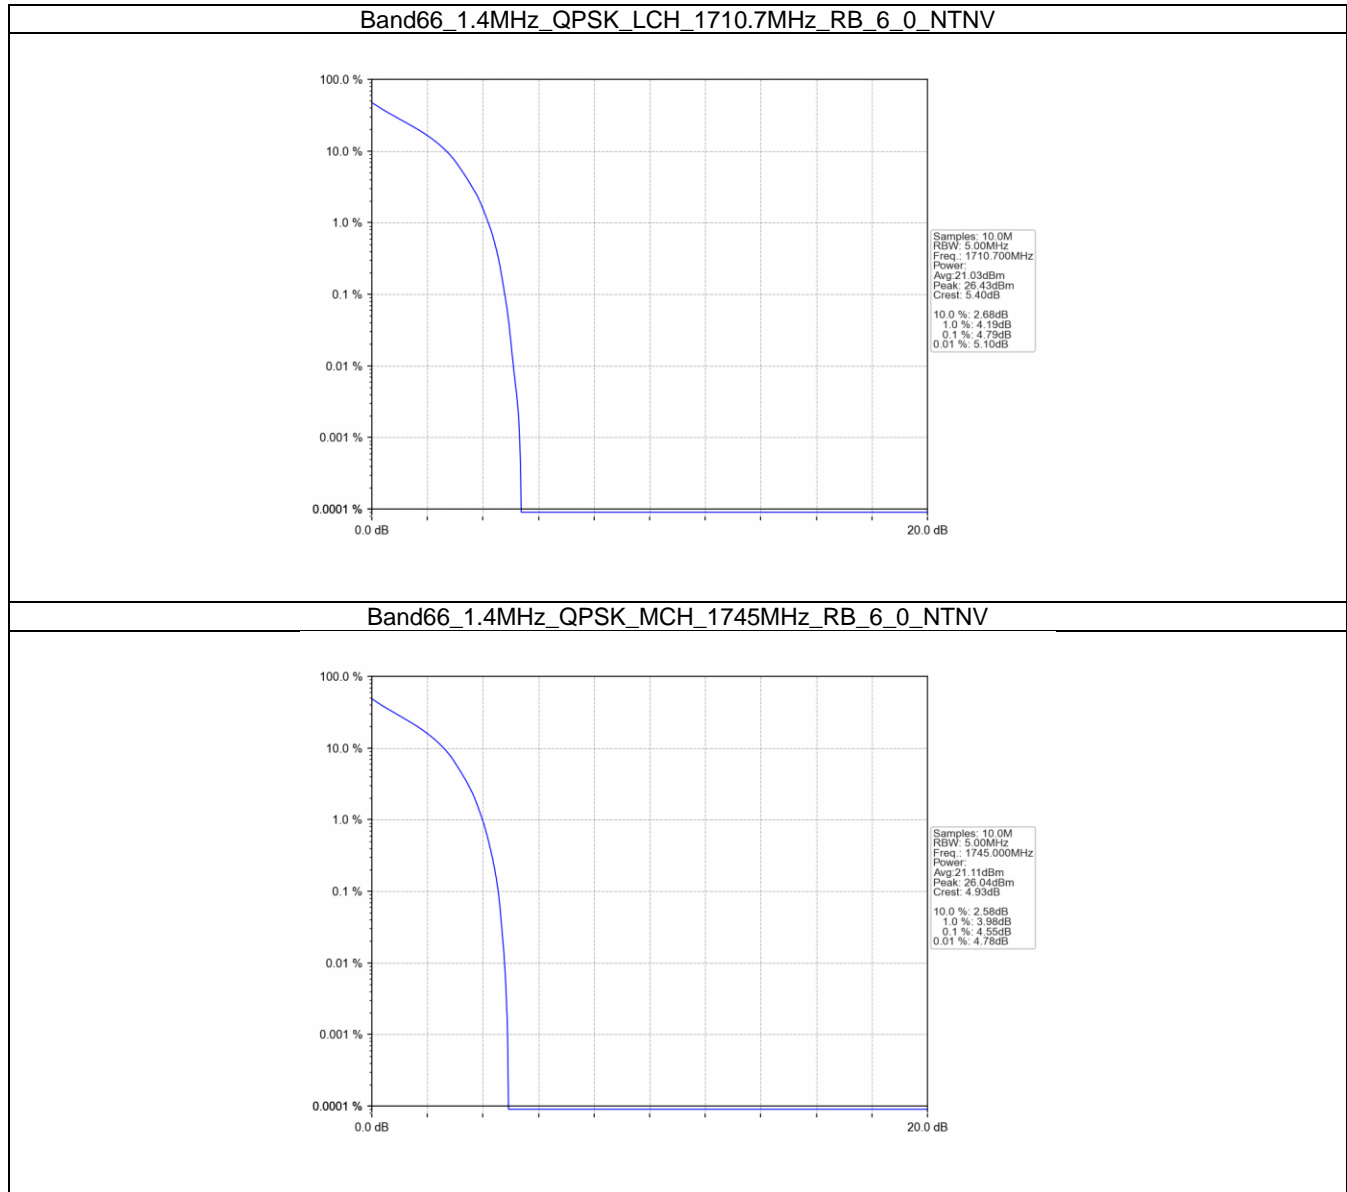 Band66_1.4MHz_QPSK_LCH_1710.7MHz_RB_6_0_NTNV
100.0 %
10.0 %
1.0 %
0.1 %
0.01 %
0.001 %
0.0001 %
0.0 dB
20.0 dB
Samples: 10.0M
RBW: 5.00MHz
Freq.: 1710.700MHz
Power:
Avg:21.03dBm
Peak: 26.43dBm
Crest: 5.40dB
10.0 %: 2.68dB
1.0 %: 4.19dB
0.1 %: 4.79dB
0.01 %: 5.10dB
Band66_1.4MHz_QPSK_MCH_1745MHz_RB_6_0_NTNV
100.0 %
10.0 %
1.0 %
0.1 %
0.01 %
0.001 %
0.0001 %
0.0 dB
20.0 dB
Samples: 10.0M
RBW: 5.00MHz
Freq.: 1745.000MHz
Power:
Avg:21.11dBm
Peak: 26.04dBm
Crest: 4.93dB
10.0 %: 2.58dB
1.0 %: 3.98dB
0.1 %: 4.55dB
0.01 %: 4.78dB